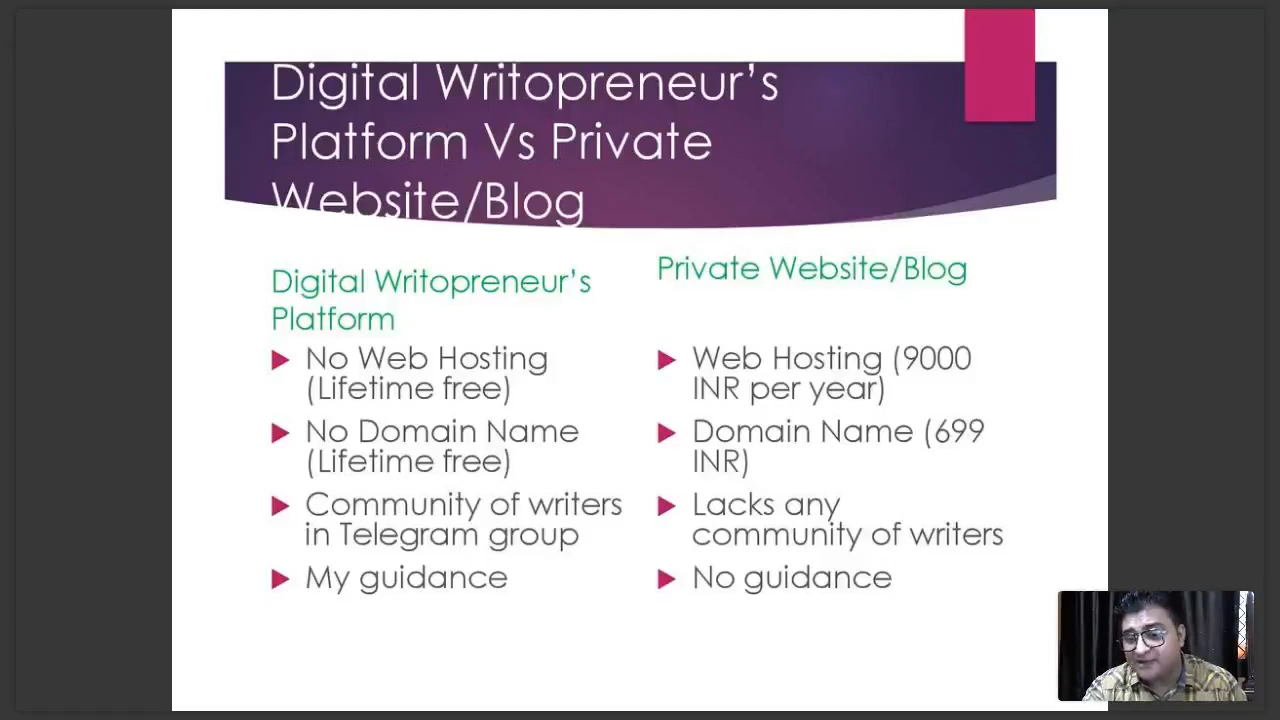 Digital Writopreneur’s
Platform Vs Private
Website/Blog
Digital Writopreneur’s
Platform
▶ No Web Hosting
(Lifetime free)
▶ No Domain Name
(Lifetime free)
▶ Community of writers
in Telegram group
▶ My guidance
Private Website/Blog
▶ Web Hosting (9000
INR per year)
▶ Domain Name (699
INR)
▶ Lacks any
community of writers
▶ No guidance